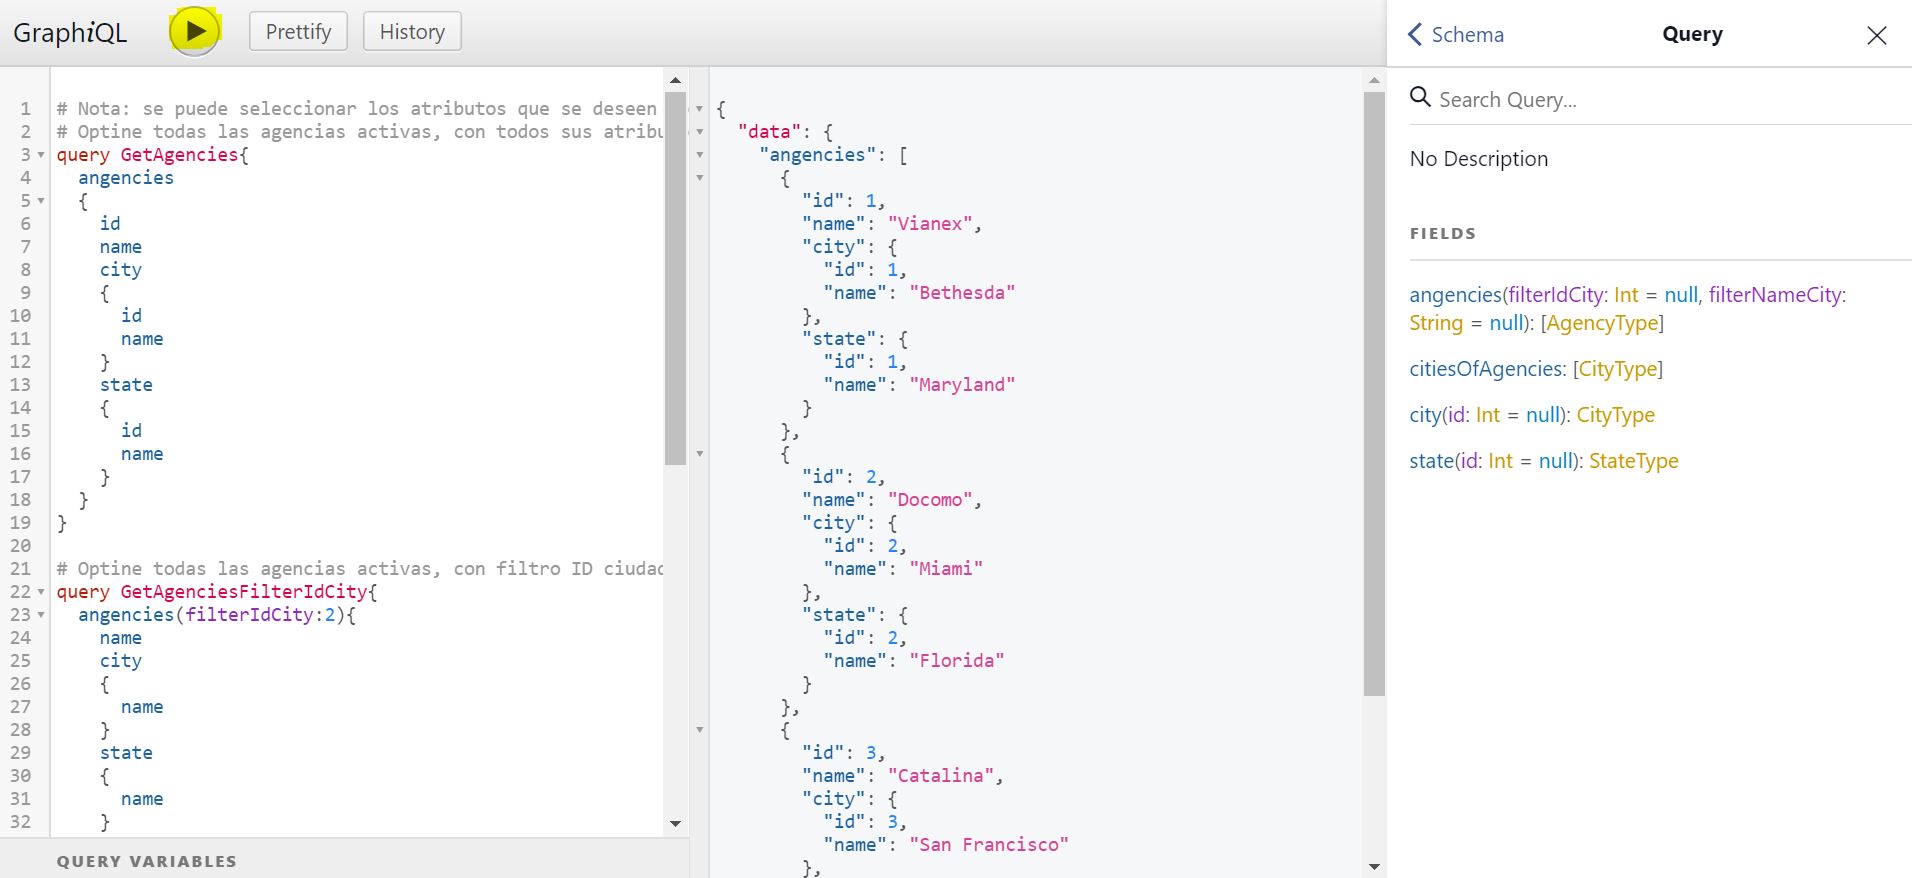 GraphiQL
Prettify
History
1 # Nota: se puede seleccionar los atributos que se deseen
2 # Optine todas las agencias activas, con todos sus atribu
3 query GetAgencies{
4 angencies
5 {
6 id
7 name
8 city
9 {
10 id
11 name
12 }
13 state
14 {
15 id
16 name
17 }
18 }
19 }
20
21 # Optine todas las agencias activas, con filtro ID ciudad
22 query GetAgenciesFilterIdCity{
23 angencies(filterIdCity:2){
24 name
25 city
26 {
27 name
28 }
29 state
30 {
31 name
32 }
QUERY VARIABLES
{
"data": {
"angencies": [
{
"id": 1,
"name": "Vianex",
"city": {
"id": 1,
"name": "Bethesda"
},
"state": {
"id": 1,
"name": "Maryland"
}
},
{
"id": 2,
"name": "Docomo",
"city": {
"id": 2,
"name": "Miami"
},
"state": {
"id": 2,
"name": "Florida"
}
},
{
"id": 3,
"name": "Catalina",
"city": {
"id": 3,
"name": "San Francisco"
},
Schema
Query
Search Query...
No Description
FIELDS
angencies(filterIdCity: Int = null, filterNameCity:
String = null): [AgencyType]
citiesOfAgencies: [CityType]
city(id: Int = null): CityType
state(id: Int = null): StateType